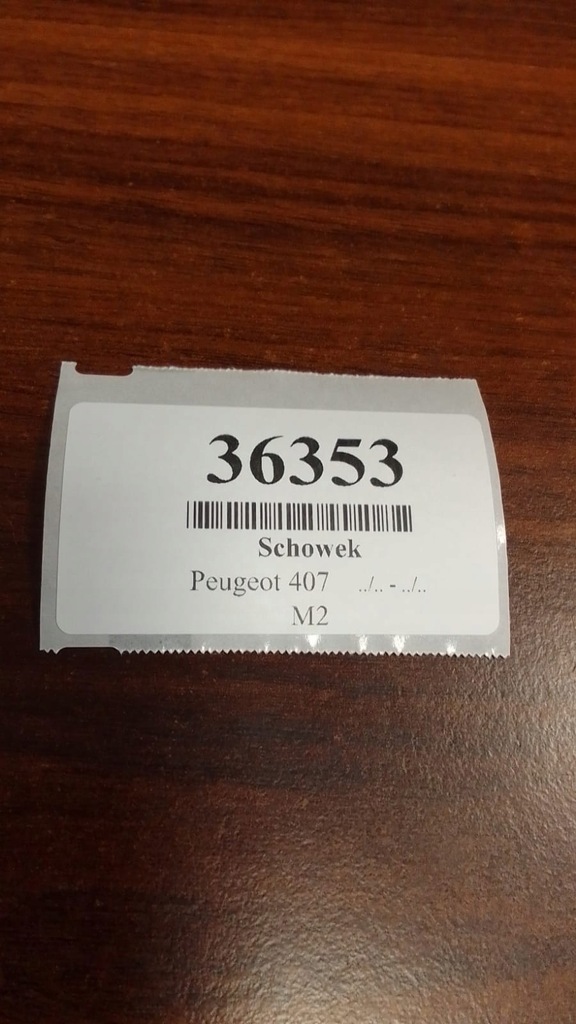 36353
Schowek
Peugeot 407 ../.. - ../..
M2